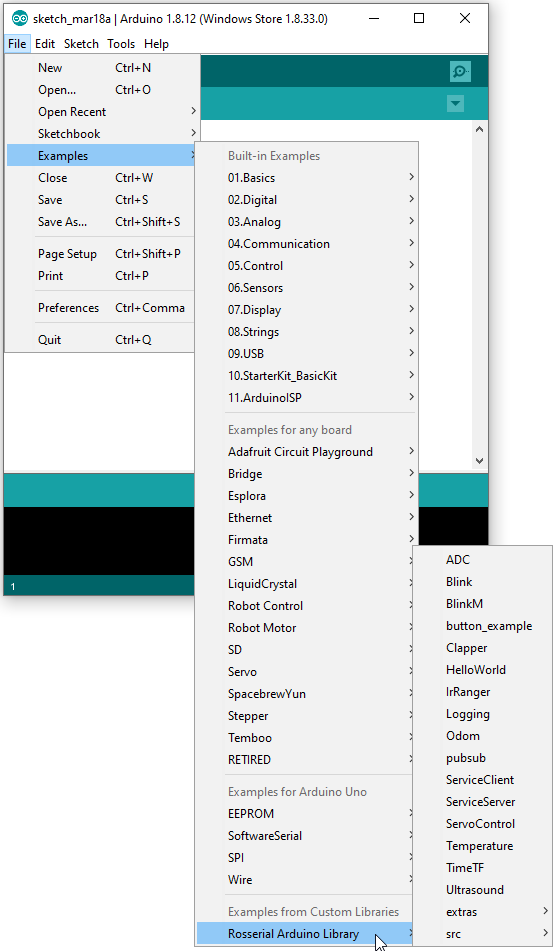 sketch_mar18a | Arduino 1.8.12 (Windows Store 1.8.33.0)
File Edit Sketch Tools Help
New Ctrl+N
Open... Ctrl+O
Open Recent
Sketchbook
Examples
Close Ctrl+W
Save Ctrl+S
Save As... Ctrl+Shift+S
Page Setup Ctrl+Shift+P
Print Ctrl+P
Preferences Ctrl+Comma
Quit Ctrl+Q
Built-in Examples
01.Basics
02.Digital
03.Analog
04.Communication
05.Control
06.Sensors
07.Display
08.Strings
09.USB
10.StarterKit_BasicKit
11.ArduinoISP
Examples for any board
Adafruit Circuit Playground
Bridge
Esplora
Ethernet
Firmata
GSM
LiquidCrystal
Robot Control
Robot Motor
SD
Servo
SpacebrewYun
Stepper
Temboo
RETIRED
Examples for Arduino Uno
EEPROM
SoftwareSerial
SPI
Wire
Examples from Custom Libraries
Rosserial Arduino Library
ADC
Blink
BlinkM
button_example
Clapper
HelloWorld
IrRanger
Logging
Odom
pubsub
ServiceClient
ServiceServer
ServoControl
Temperature
TimeTF
Ultrasound
extras
src
1